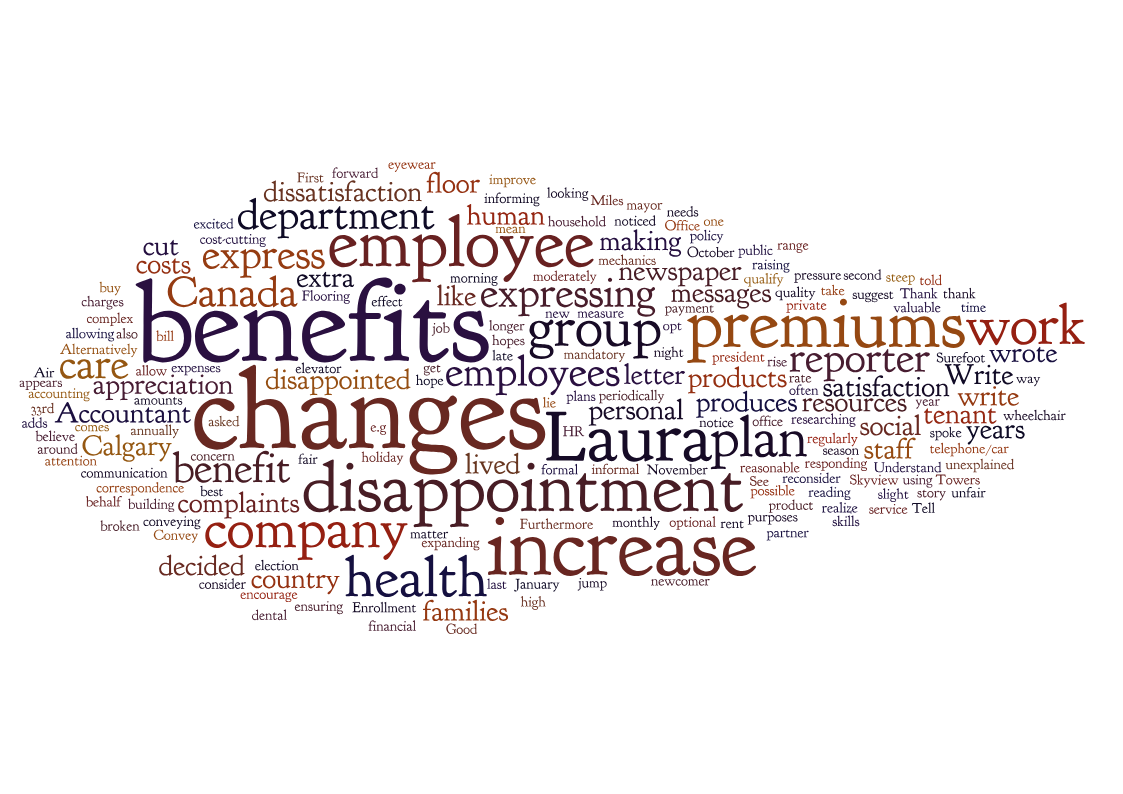 eyewear
First forward
dissatisfaction floor improve
informing looking Miles mayor
excited department human household noticed needs Office one
cut cost-cutting mean policy
costs express employee making October public range
mechanics
extra morning moderately newspaper raising
buy Canada qualify pressure second steep told
charges Flooring effect like expressing messages quality take suggest Thank thank
complex new measure payment private valuable time
allowing also bill benefits job longer group opt premiums work
Alternatively hopes
late mandatory night president rise reporter Surefoot wrote
Air care allow expenses elevator get
appears appreciation disappointed hope employees letter products rate satisfaction Write way
accounting amounts plans periodically often
33rd Accountant changes lie personal produces resources year write
adds asked notice office researching tenant wheelchair
believe comes annually e.g HR Laura plan social spoke years
around Calgary regularly staff telephone/car
attention concern fair holiday lived season
communication benefit formal informal November reasonable responding Understand unexplained
correspondence best disappointment See reconsider Skyview using Towers
behalf building complaints possible reading slight story unfair
product realize service Tell
broken conveying company Furthermore monthly optional rent purposes skills
Convey matter partner
expanding increase
decided election
consider country health last January jump newcomer
encourage
dental ensuring Enrollment families high
financial Good